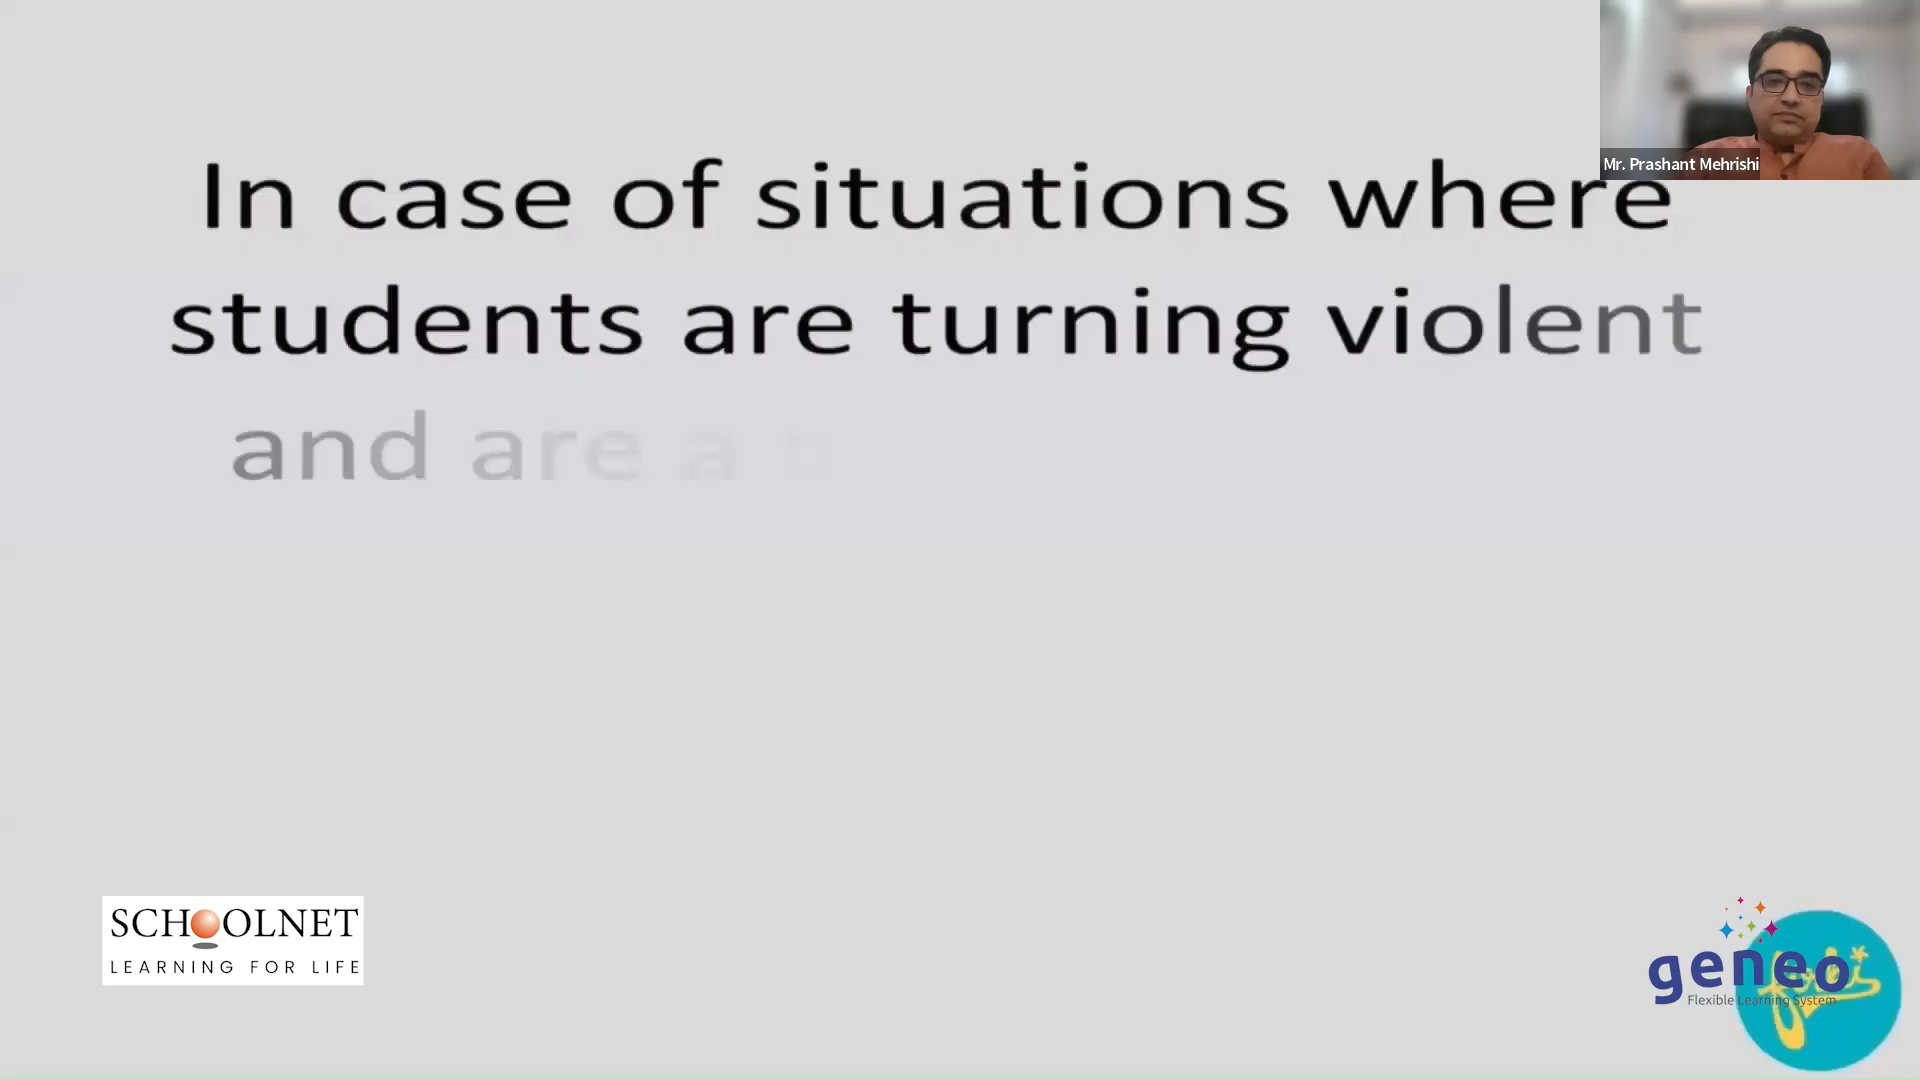 Mr. Prashant Mehrishi
In case of situations where
students are turning violent
and are a
SCHOOLNET
LEARNING FOR LIFE
geneo
Flexible Learning System